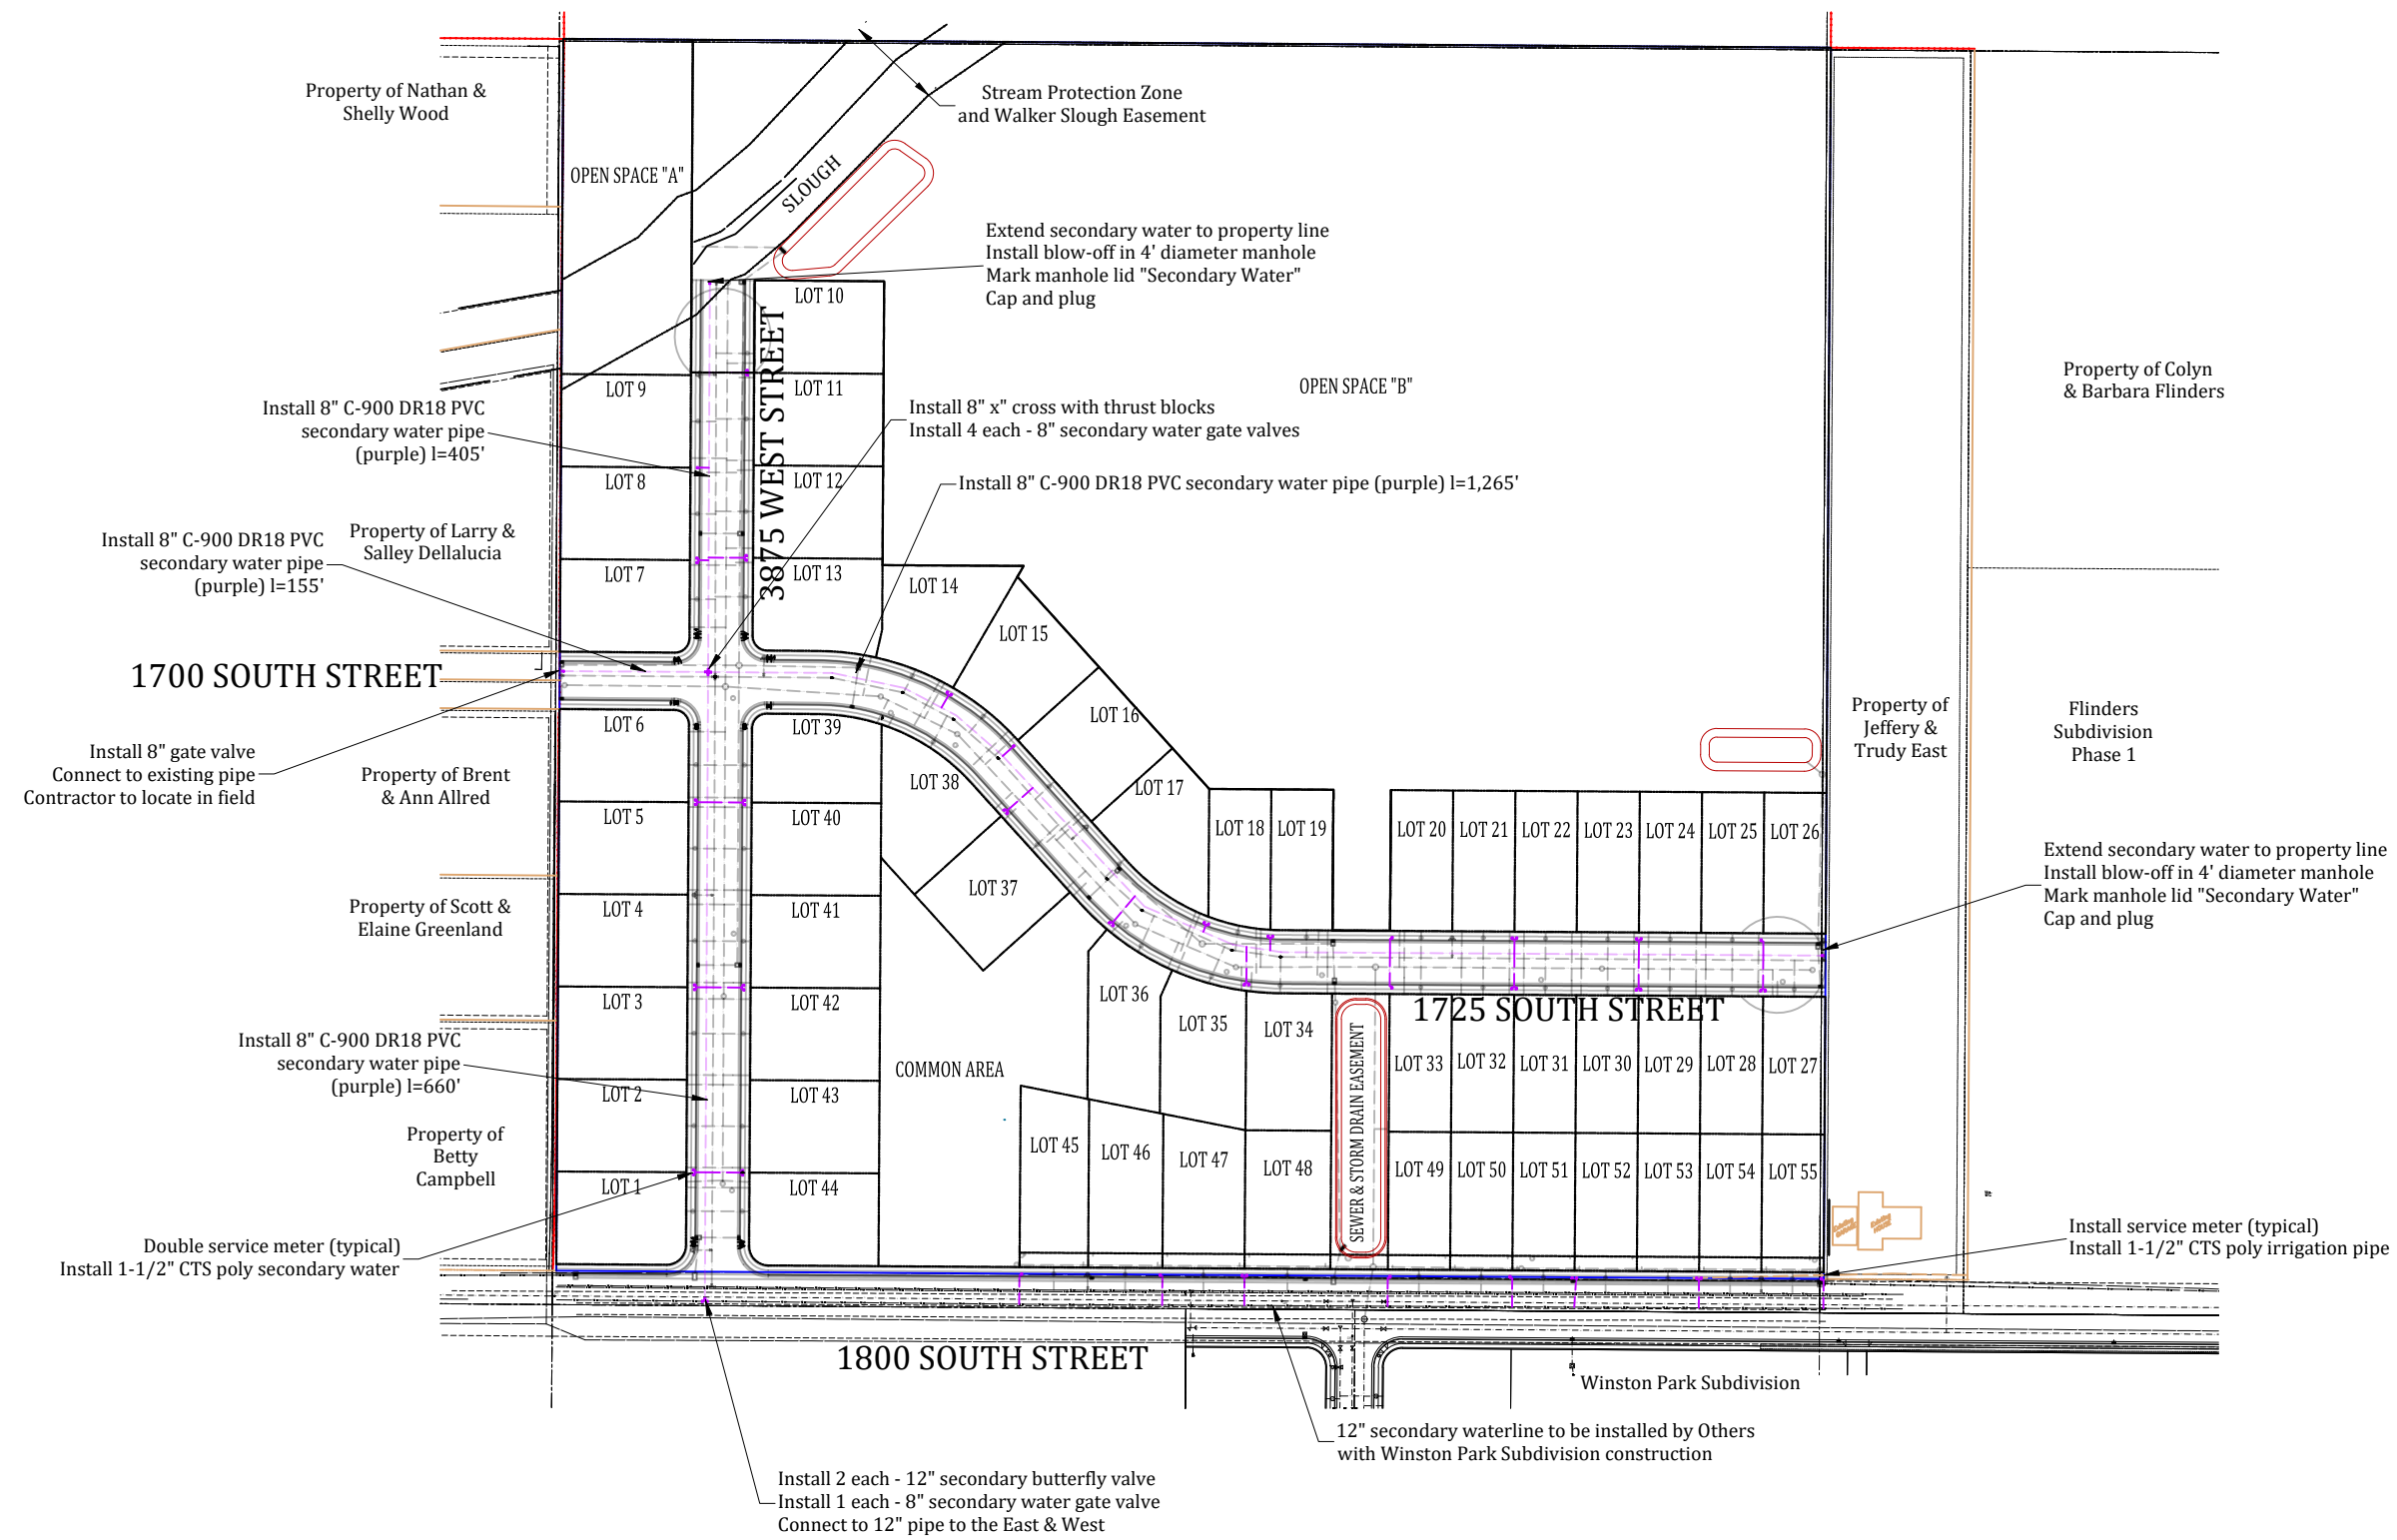 Property of Nathan &
Shelly Wood
Stream Protection Zone
and Walker Slough Easement
OPEN SPACE "A"
SLOUGH
Extend secondary water to property line
Install blow-off in 4' diameter manhole
Mark manhole lid "Secondary Water"
Cap and plug
LOT 10
3875 WEST STREET
OPEN SPACE "B"
Property of Colyn
& Barbara Flinders
LOT 9
LOT 11
Install 8" C-900 DR18 PVC
secondary water pipe
(purple) l=405'
Install 8" x" cross with thrust blocks
Install 4 each - 8" secondary water gate valves
LOT 8
LOT 12
Install 8" C-900 DR18 PVC secondary water pipe (purple) l=1,265'
Install 8" C-900 DR18 PVC
secondary water pipe
(purple) l=155'
Property of Larry &
Salley Dellalucia
LOT 7
LOT 13
LOT 14
LOT 15
1700 SOUTH STREET
LOT 16
LOT 17
LOT 6
LOT 39
LOT 38
Install 8" gate valve
Connect to existing pipe
Contractor to locate in field
Property of Brent
& Ann Allred
Property of
Jeffery &
Trudy East
Flinders
Subdivision
Phase 1
LOT 5
LOT 40
LOT 18
LOT 19
LOT 20
LOT 21
LOT 22
LOT 23
LOT 24
LOT 25
LOT 26
Extend secondary water to property line
Install blow-off in 4' diameter manhole
Mark manhole lid "Secondary Water"
Cap and plug
Property of Scott &
Elaine Greenland
LOT 4
LOT 41
LOT 37
LOT 3
LOT 42
LOT 36
LOT 35
LOT 34
1725 SOUTH STREET
Install 8" C-900 DR18 PVC
secondary water pipe
(purple) l=660'
LOT 2
LOT 43
COMMON AREA
SEWER & STORM DRAIN EASEMENT
LOT 33
LOT 32
LOT 31
LOT 30
LOT 29
LOT 28
LOT 27
Property of
Betty
Campbell
LOT 1
LOT 44
LOT 45
LOT 46
LOT 47
LOT 48
LOT 49
LOT 50
LOT 51
LOT 52
LOT 53
LOT 54
LOT 55
Double service meter (typical)
Install 1-1/2" CTS poly secondary water
Install service meter (typical)
Install 1-1/2" CTS poly irrigation pipe
1800 SOUTH STREET
Winston Park Subdivision
12" secondary waterline to be installed by Others
with Winston Park Subdivision construction
Install 2 each - 12" secondary butterfly valve
Install 1 each - 8" secondary water gate valve
Connect to 12" pipe to the East & West